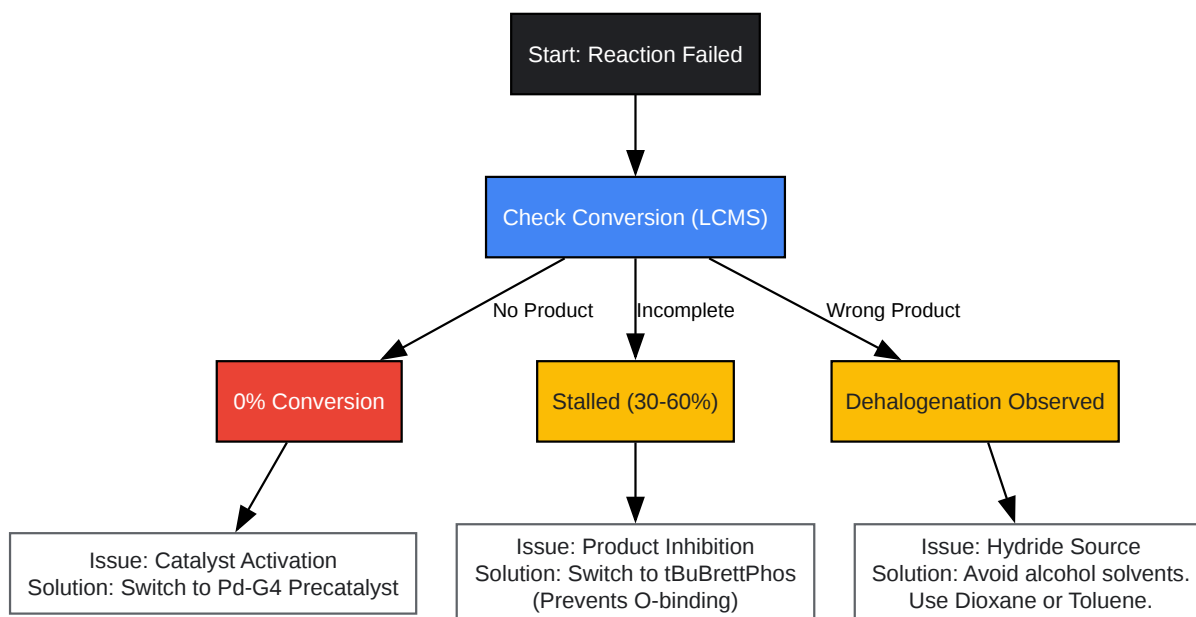 Start: Reaction Failed
Check Conversion (LCMS)
No Product
Incomplete
Wrong Product
0% Conversion
Stalled (30-60%)
Dehalogenation Observed
Issue: Catalyst Activation
Solution: Switch to Pd-G4 Precatalyst
Issue: Product Inhibition
Solution: Switch to tBuBrettPhos
(Prevents O-binding)
Issue: Hydride Source
Solution: Avoid alcohol solvents.
Use Dioxane or Toluene.